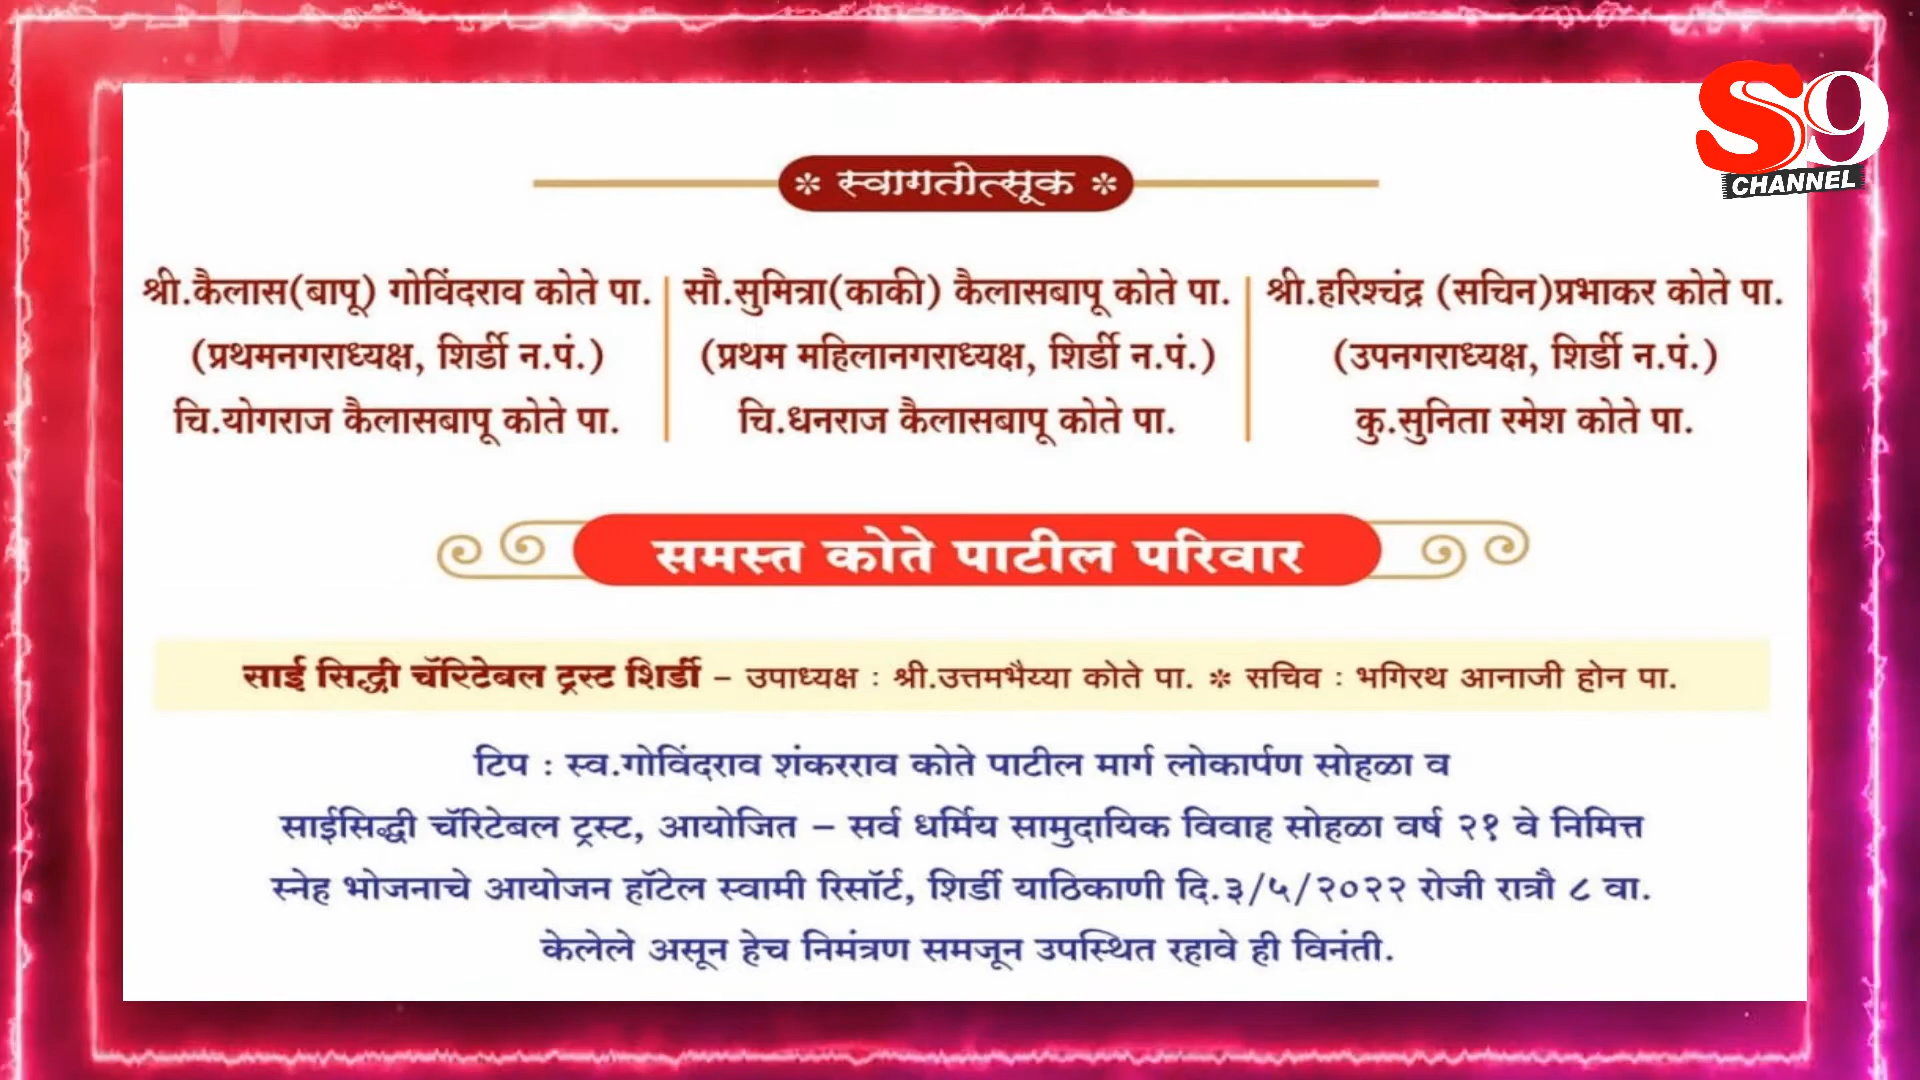 S9
CHANNEL
* स्वागतोत्सूक *
श्री.कैलास(बापू) गोविंदराव कोते पा.
(प्रथमनगराध्यक्ष, शिर्डी न.पं.)
चि.योगराज कैलासबापू कोते पा.
सौ.सुमित्रा(काकी) कैलासबापू कोते पा.
(प्रथम महिलानगराध्यक्ष, शिर्डी न.पं.)
चि.धनराज कैलासबापू कोते पा.
श्री.हरिश्चंद्र (सचिन)प्रभाकर कोते पा.
(उपनगराध्यक्ष, शिर्डी न.पं.)
कु.सुनिता रमेश कोते पा.
समस्त कोते पाटील परिवार
साई सिद्धी चॅरिटेबल ट्रस्ट शिर्डी – उपाध्यक्ष : श्री.उत्तमभैय्या कोते पा. * सचिव : भगिरथ आनाजी होन पा.
टिप : स्व.गोविंदराव शंकरराव कोते पाटील मार्ग लोकार्पण सोहळा व
साईसिद्धी चॅरिटेबल ट्रस्ट, आयोजित – सर्व धर्मिय सामुदायिक विवाह सोहळा वर्ष २१ वे निमित्त
स्नेह भोजनाचे आयोजन हॉटेल स्वामी रिसॉर्ट, शिर्डी याठिकाणी दि.३/५/२०२२ रोजी रात्रौ ८ वा.
केलेले असून हेच निमंत्रण समजून उपस्थित रहावे ही विनंती.